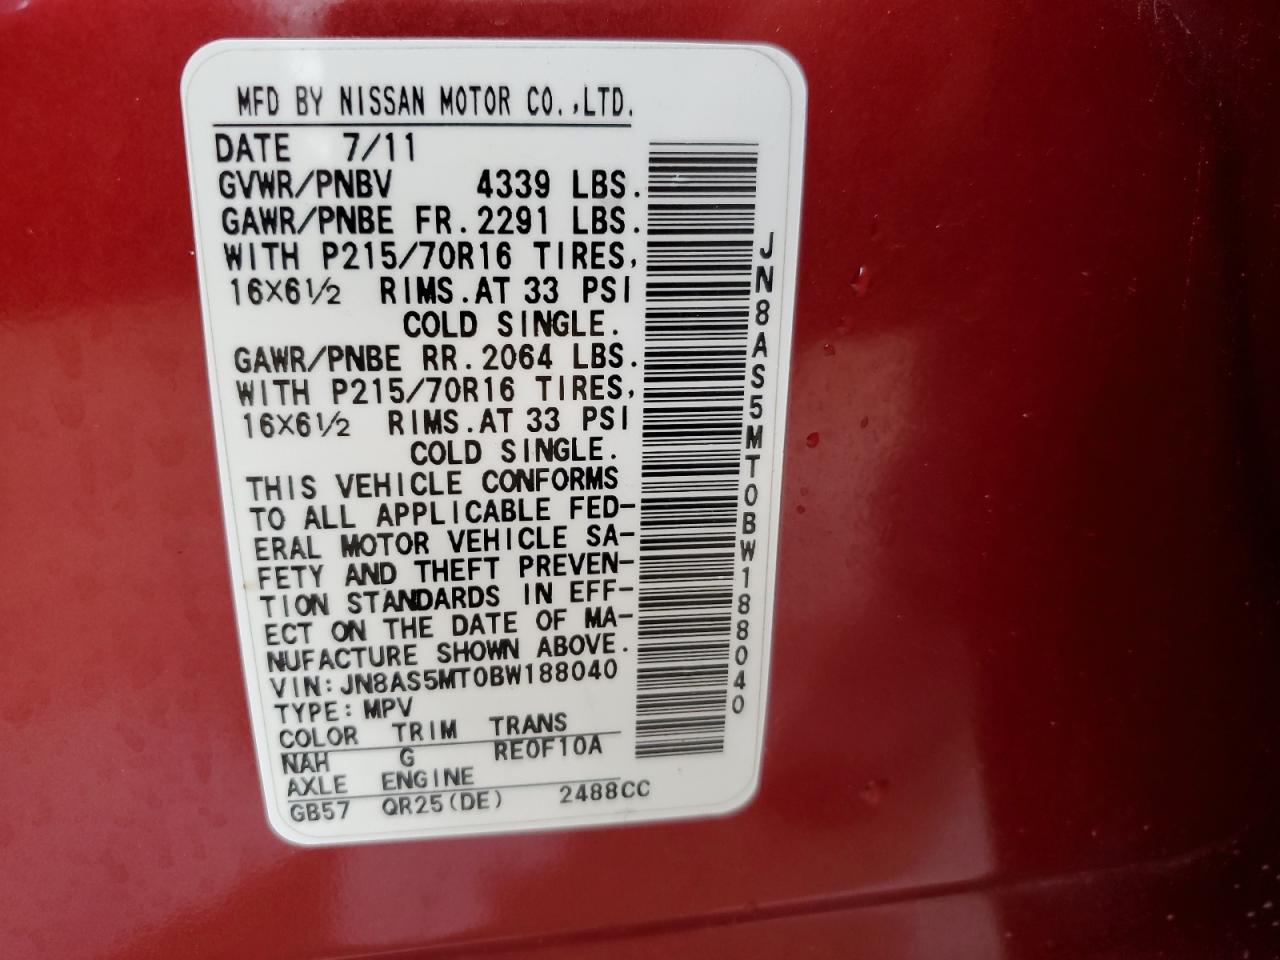 MFD BY NISSAN MOTOR CO.,LTD.
DATE 7/11
GVWR/PNBV 4339 LBS.
GAWR/PNBE FR.2291 LBS.
WITH P215/70R16 TIRES,
16×6½ RIMS.AT 33 PSI
COLD SINGLE.
GAWR/PNBE RR.2064 LBS.
WITH P215/70R16 TIRES,
16×6½ RIMS.AT 33 PSI
COLD SINGLE.
THIS VEHICLE CONFORMS
TO ALL APPLICABLE FED-
ERAL MOTOR VEHICLE SA-
FETY AND THEFT PREVEN-
TION STANDARDS IN EFF-
ECT ON THE DATE OF MA-
NUFACTURE SHOWN ABOVE.
VIN:JN8AS5MT0BW188040
TYPE:MPV
COLOR TRIM TRANS
NAH G RE0F10A
AXLE ENGINE
GB57 QR25(DE) 2488CC
JN8AS5MT0BW188040